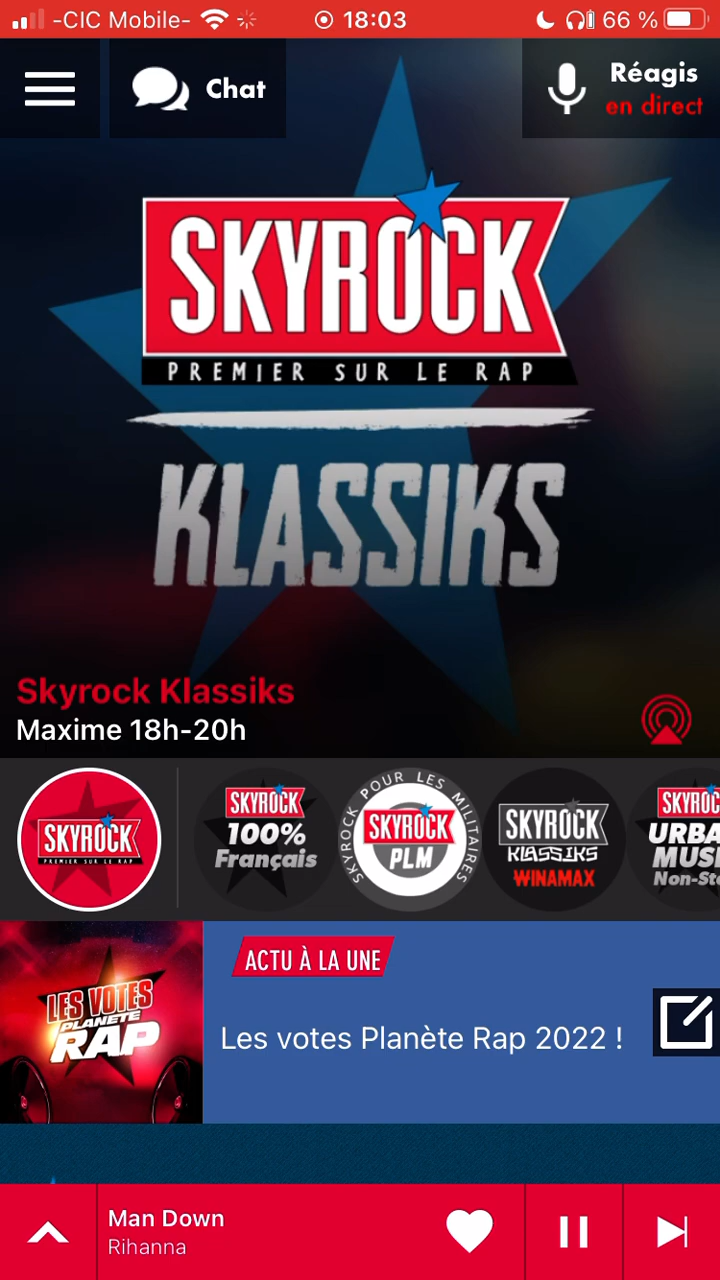 -CIC Mobile-
18:03
66 %
Chat
Réagis
en direct
SKYROCK
PREMIER SUR LE RAP
KLASSIKS
Skyrock Klassiks
Maxime 18h-20h
SKYROCK
PREMIER SUR LE RAP
SKYROCK
100%
Français
SKYROCK POUR LES MILITAIRES
SKYROCK
PLM
SKYROCK
KLASSIKS
WINAMAX
SKYROC
URBA
MUSI
Non-Sto
LES VOTES
PLANÈTE
RAP
ACTU À LA UNE
Les votes Planète Rap 2022 !
Man Down
Rihanna